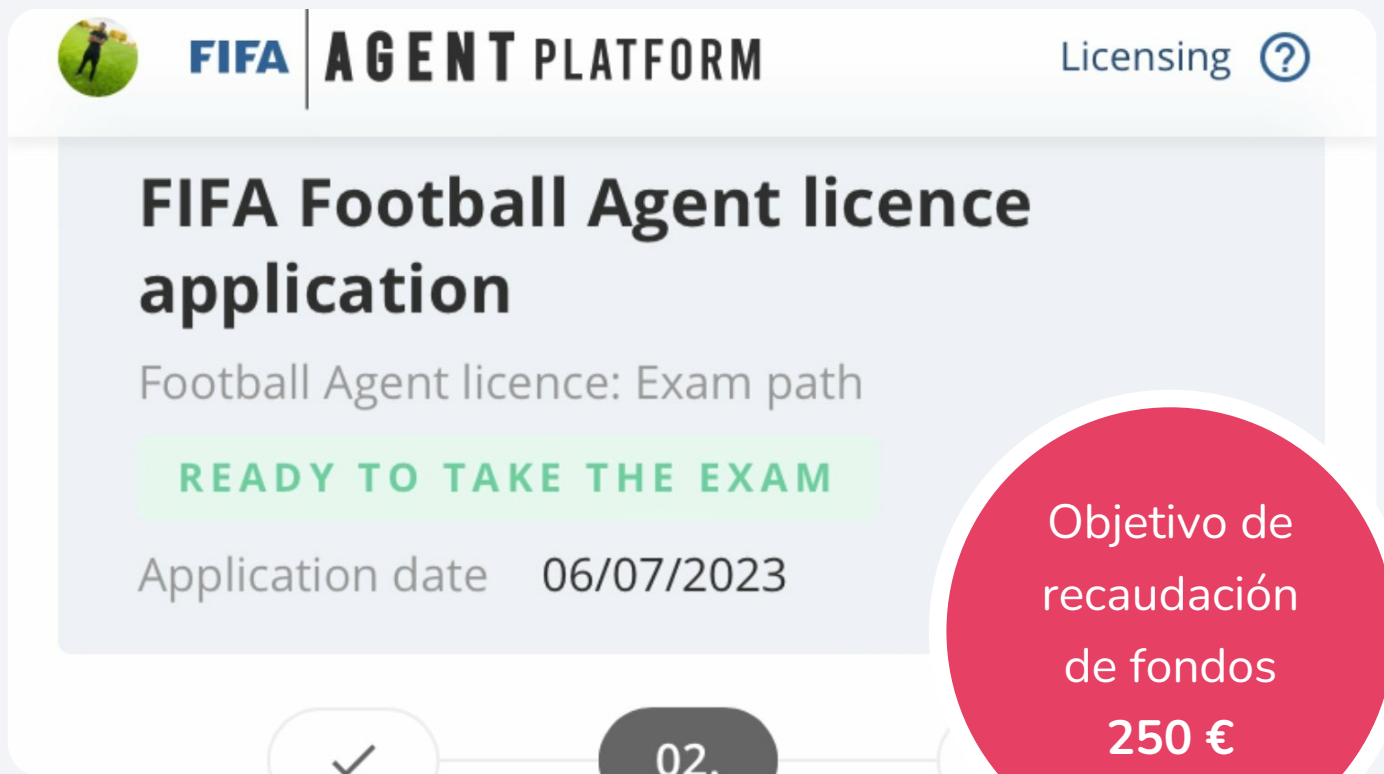 FIFA AGENT PLATFORM Licensing ?
FIFA Football Agent licence
application
Football Agent licence: Exam path
READY TO TAKE THE EXAM
Application date 06/07/2023
02.
Objetivo de
recaudación
de fondos
250 €